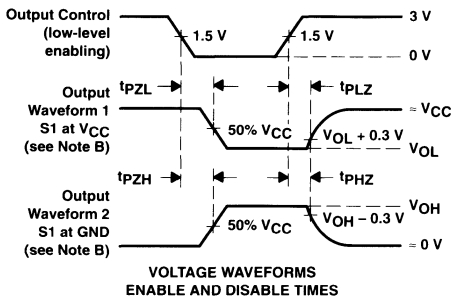 Output Control
(low-level
enabling)
3 V
1.5 V
1.5 V
0 V
tPZL
tPLZ
Output
Waveform 1
S1 at VCC
(see Note B)
≈ VCC
50% VCC
VOL + 0.3 V
VOL
tPZH
tPHZ
Output
Waveform 2
S1 at GND
(see Note B)
VOH
50% VCC
VOH − 0.3 V
≈ 0 V
VOLTAGE WAVEFORMS
ENABLE AND DISABLE TIMES